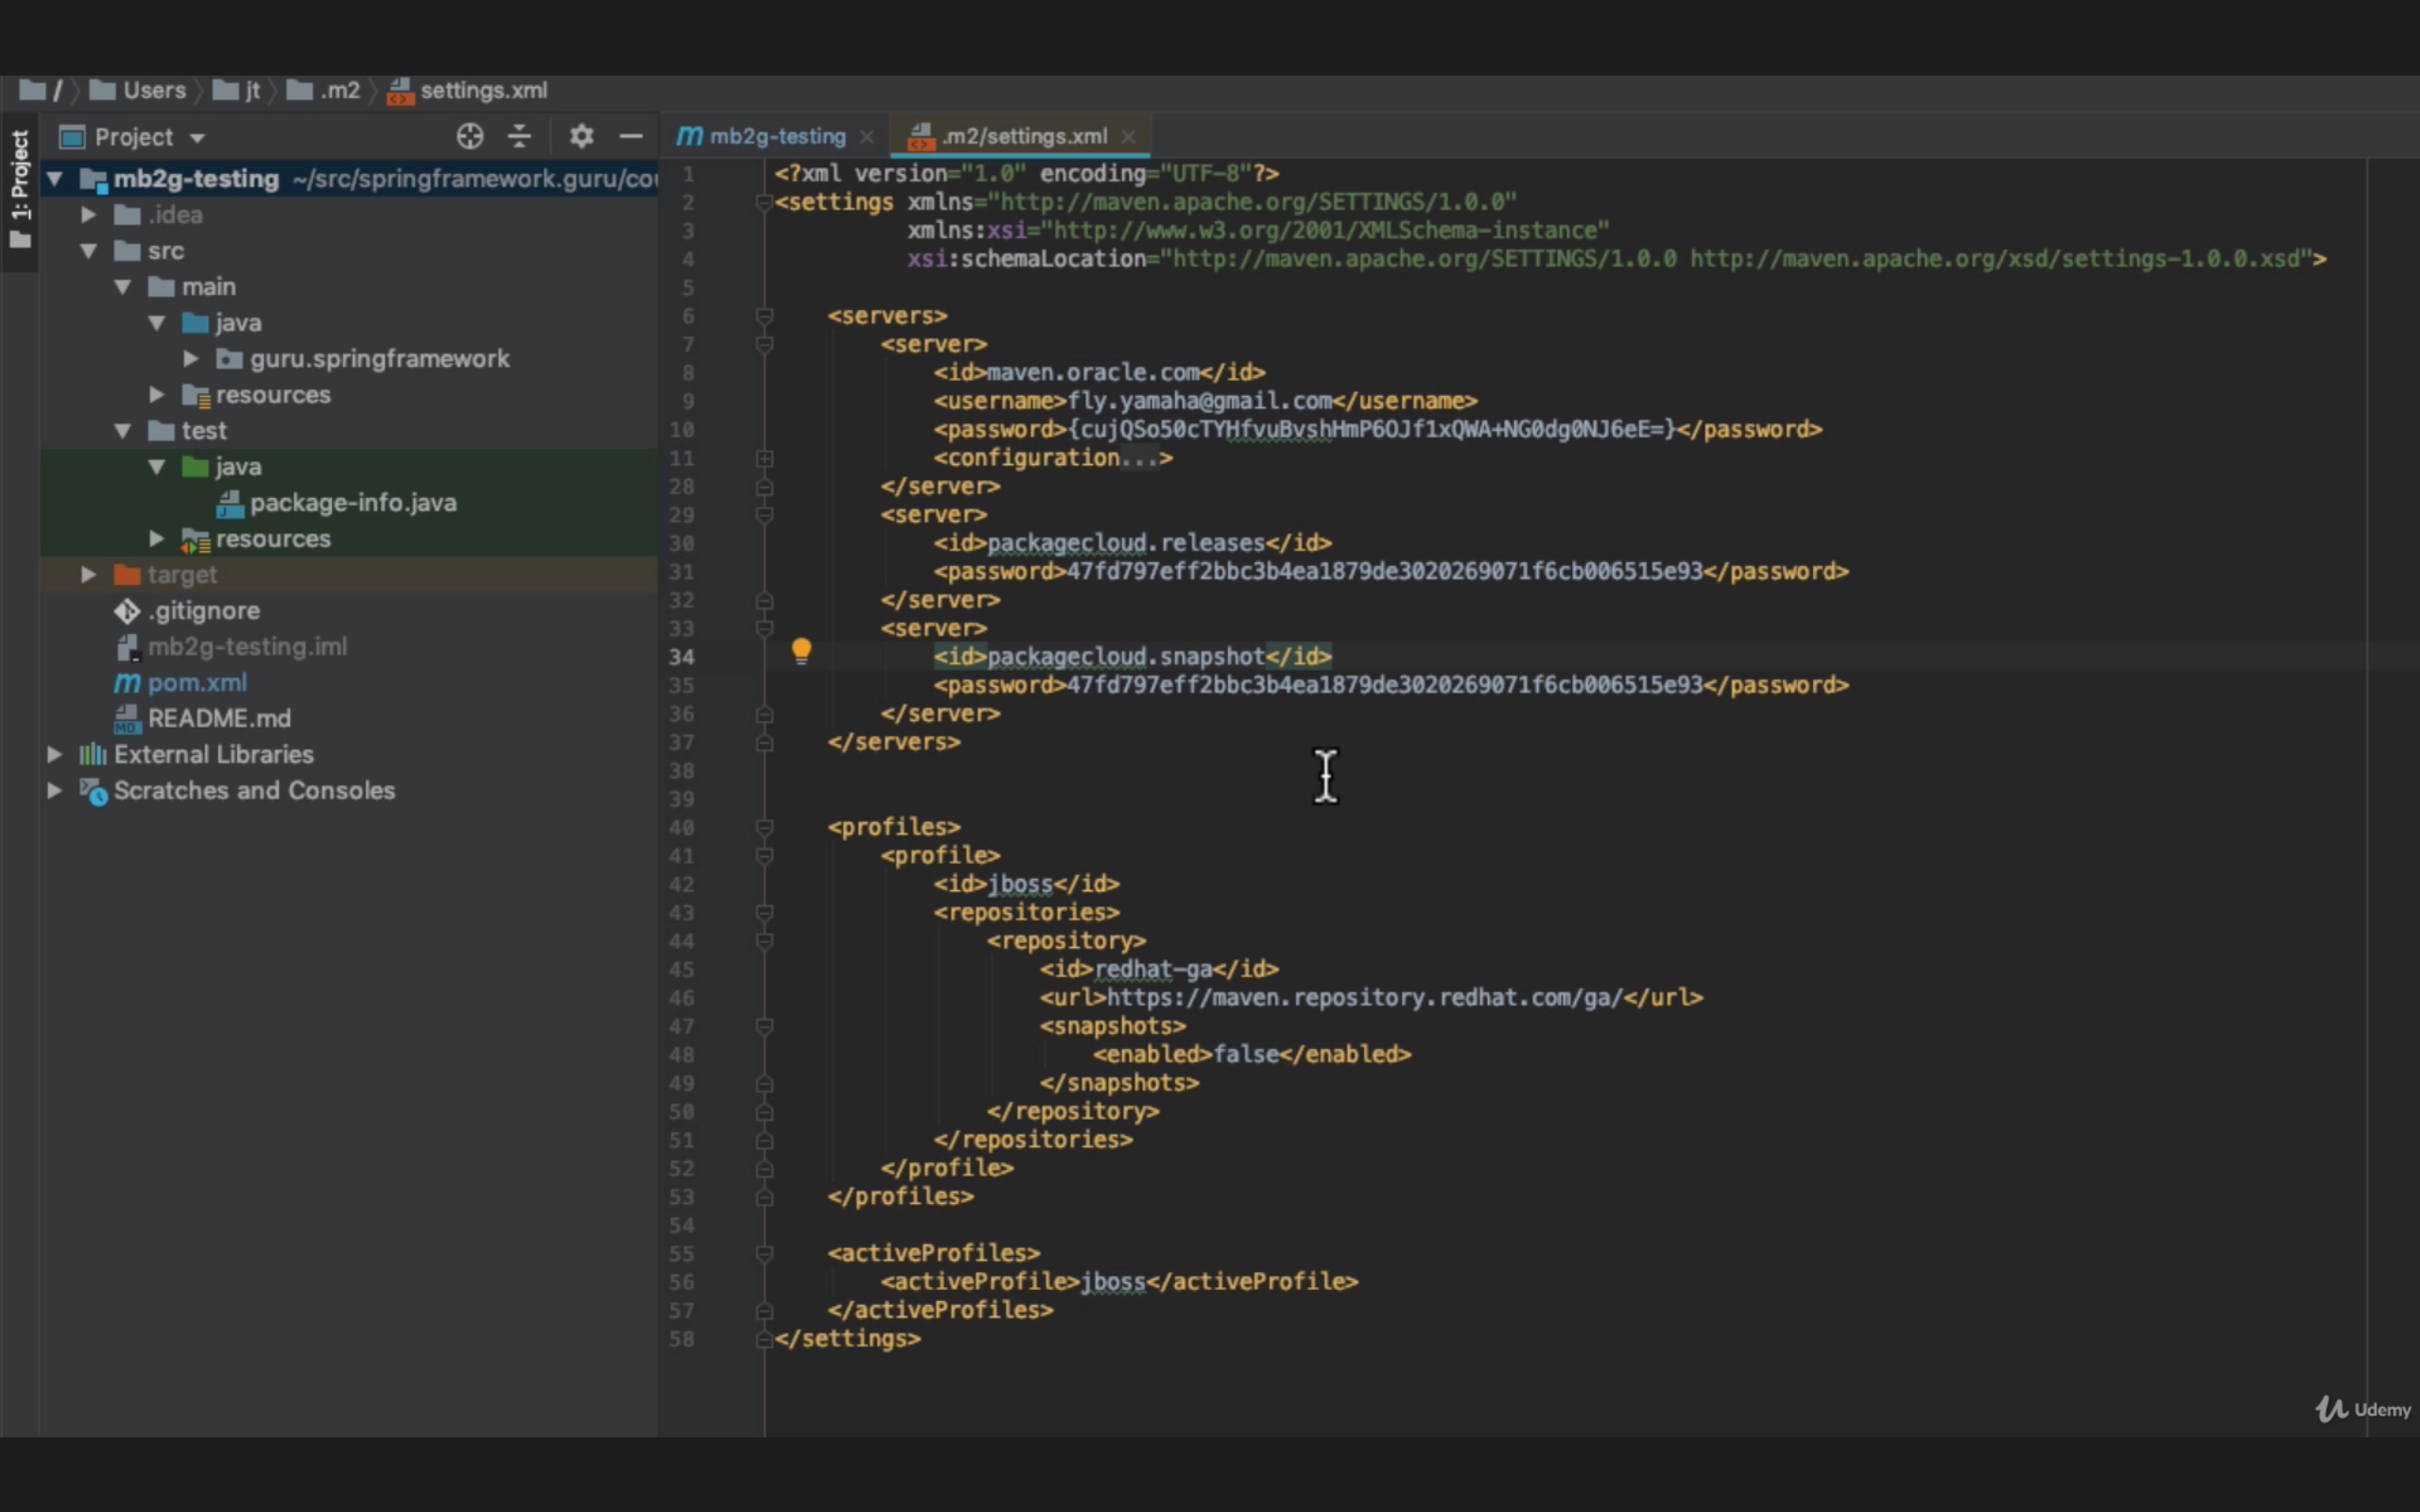 / Users jt .m2 settings.xml
1: Project
Project
mb2g-testing ~/src/springframework.guru/cou
.idea
src
main
java
guru.springframework
resources
test
java
package-info.java
resources
target
.gitignore
mb2g-testing.iml
pom.xml
README.md
External Libraries
Scratches and Consoles
mb2g-testing .m2/settings.xml
1 <?xml version="1.0" encoding="UTF-8"?>
2 <settings xmlns="http://maven.apache.org/SETTINGS/1.0.0"
3 xmlns:xsi="http://www.w3.org/2001/XMLSchema-instance"
4 xsi:schemaLocation="http://maven.apache.org/SETTINGS/1.0.0 http://maven.apache.org/xsd/settings-1.0.0.xsd">
5
6 <servers>
7 <server>
8 <id>maven.oracle.com</id>
9 <username>fly.yamaha@gmail.com</username>
10 <password>{cujQSo50cTYHfvuBvshHmP6OJf1xQWA+NG0dg0NJ6eE=}</password>
11 <configuration...>
28 </server>
29 <server>
30 <id>packagecloud.releases</id>
31 <password>47fd797eff2bbc3b4ea1879de3020269071f6cb006515e93</password>
32 </server>
33 <server>
34 <id>packagecloud.snapshot</id>
35 <password>47fd797eff2bbc3b4ea1879de3020269071f6cb006515e93</password>
36 </server>
37 </servers>
38
39
40 <profiles>
41 <profile>
42 <id>jboss</id>
43 <repositories>
44 <repository>
45 <id>redhat-ga</id>
46 <url>https://maven.repository.redhat.com/ga/</url>
47 <snapshots>
48 <enabled>false</enabled>
49 </snapshots>
50 </repository>
51 </repositories>
52 </profile>
53 </profiles>
54
55 <activeProfiles>
56 <activeProfile>jboss</activeProfile>
57 </activeProfiles>
58 </settings>
Udemy